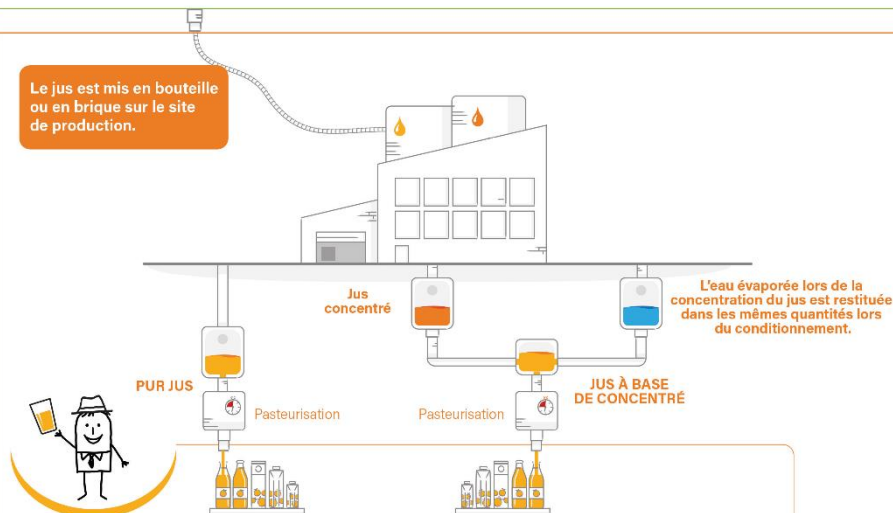 Le jus est mis en bouteille
ou en brique sur le site
de production.
Jus
concentré
L'eau évaporée lors de la
concentration du jus est restituée
dans les mêmes quantités lors
du conditionnement.
PUR JUS
JUS À BASE
DE CONCENTRÉ
Pasteurisation
Pasteurisation